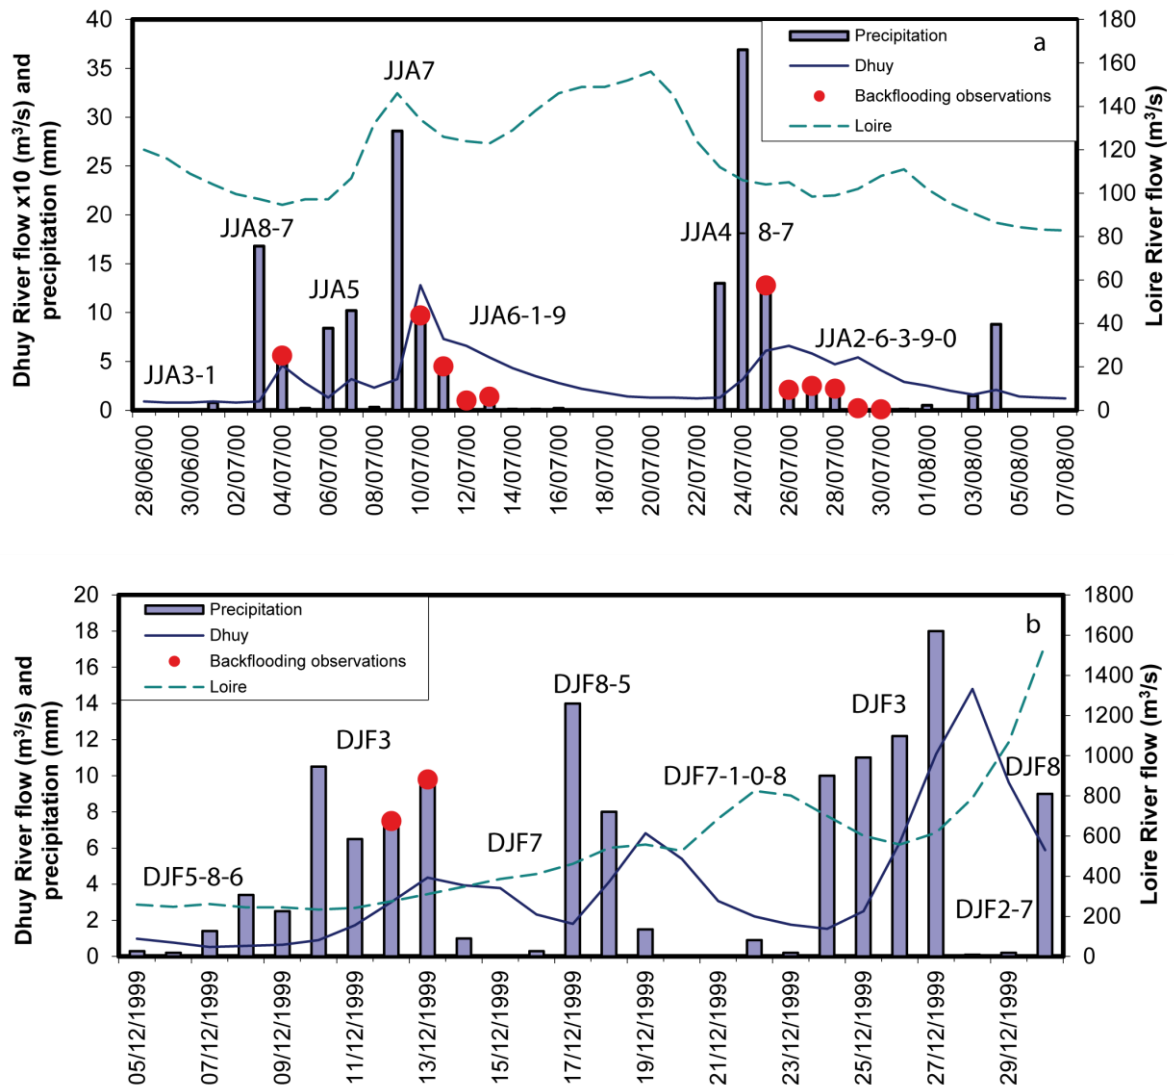 Dhuy River flow x10 (m³/s) and
precipitation (mm)
40
35
30
25
20
15
10
5
0
Precipitation
Dhuy
Backflooding observations
Loire
a
JJA7
JJA8-7
JJA5
JJA3-1
JJA6-1-9
JJA4 8-7
JJA2-6-3-9-0
180
160
140
120
100
80
60
40
20
0
Loire River flow (m³/s)
28/06/00
30/06/00
02/07/00
04/07/00
06/07/00
08/07/00
10/07/00
12/07/00
14/07/00
16/07/00
18/07/00
20/07/00
22/07/00
24/07/00
26/07/00
28/07/00
30/07/00
01/08/00
03/08/00
05/08/00
07/08/00
Dhuy River flow (m³/s) and
precipitation (mm)
20
18
16
14
12
10
8
6
4
2
0
Precipitation
Dhuy
Backflooding observations
Loire
b
DJF8-5
DJF3
DJF3
DJF7-1-0-8
DJF8
DJF7
DJF5-8-6
DJF2-7
1800
1600
1400
1200
1000
800
600
400
200
0
Loire River flow (m³/s)
05/12/1999
07/12/1999
09/12/1999
11/12/1999
13/12/1999
15/12/1999
17/12/1999
19/12/1999
21/12/1999
23/12/1999
25/12/1999
27/12/1999
29/12/1999